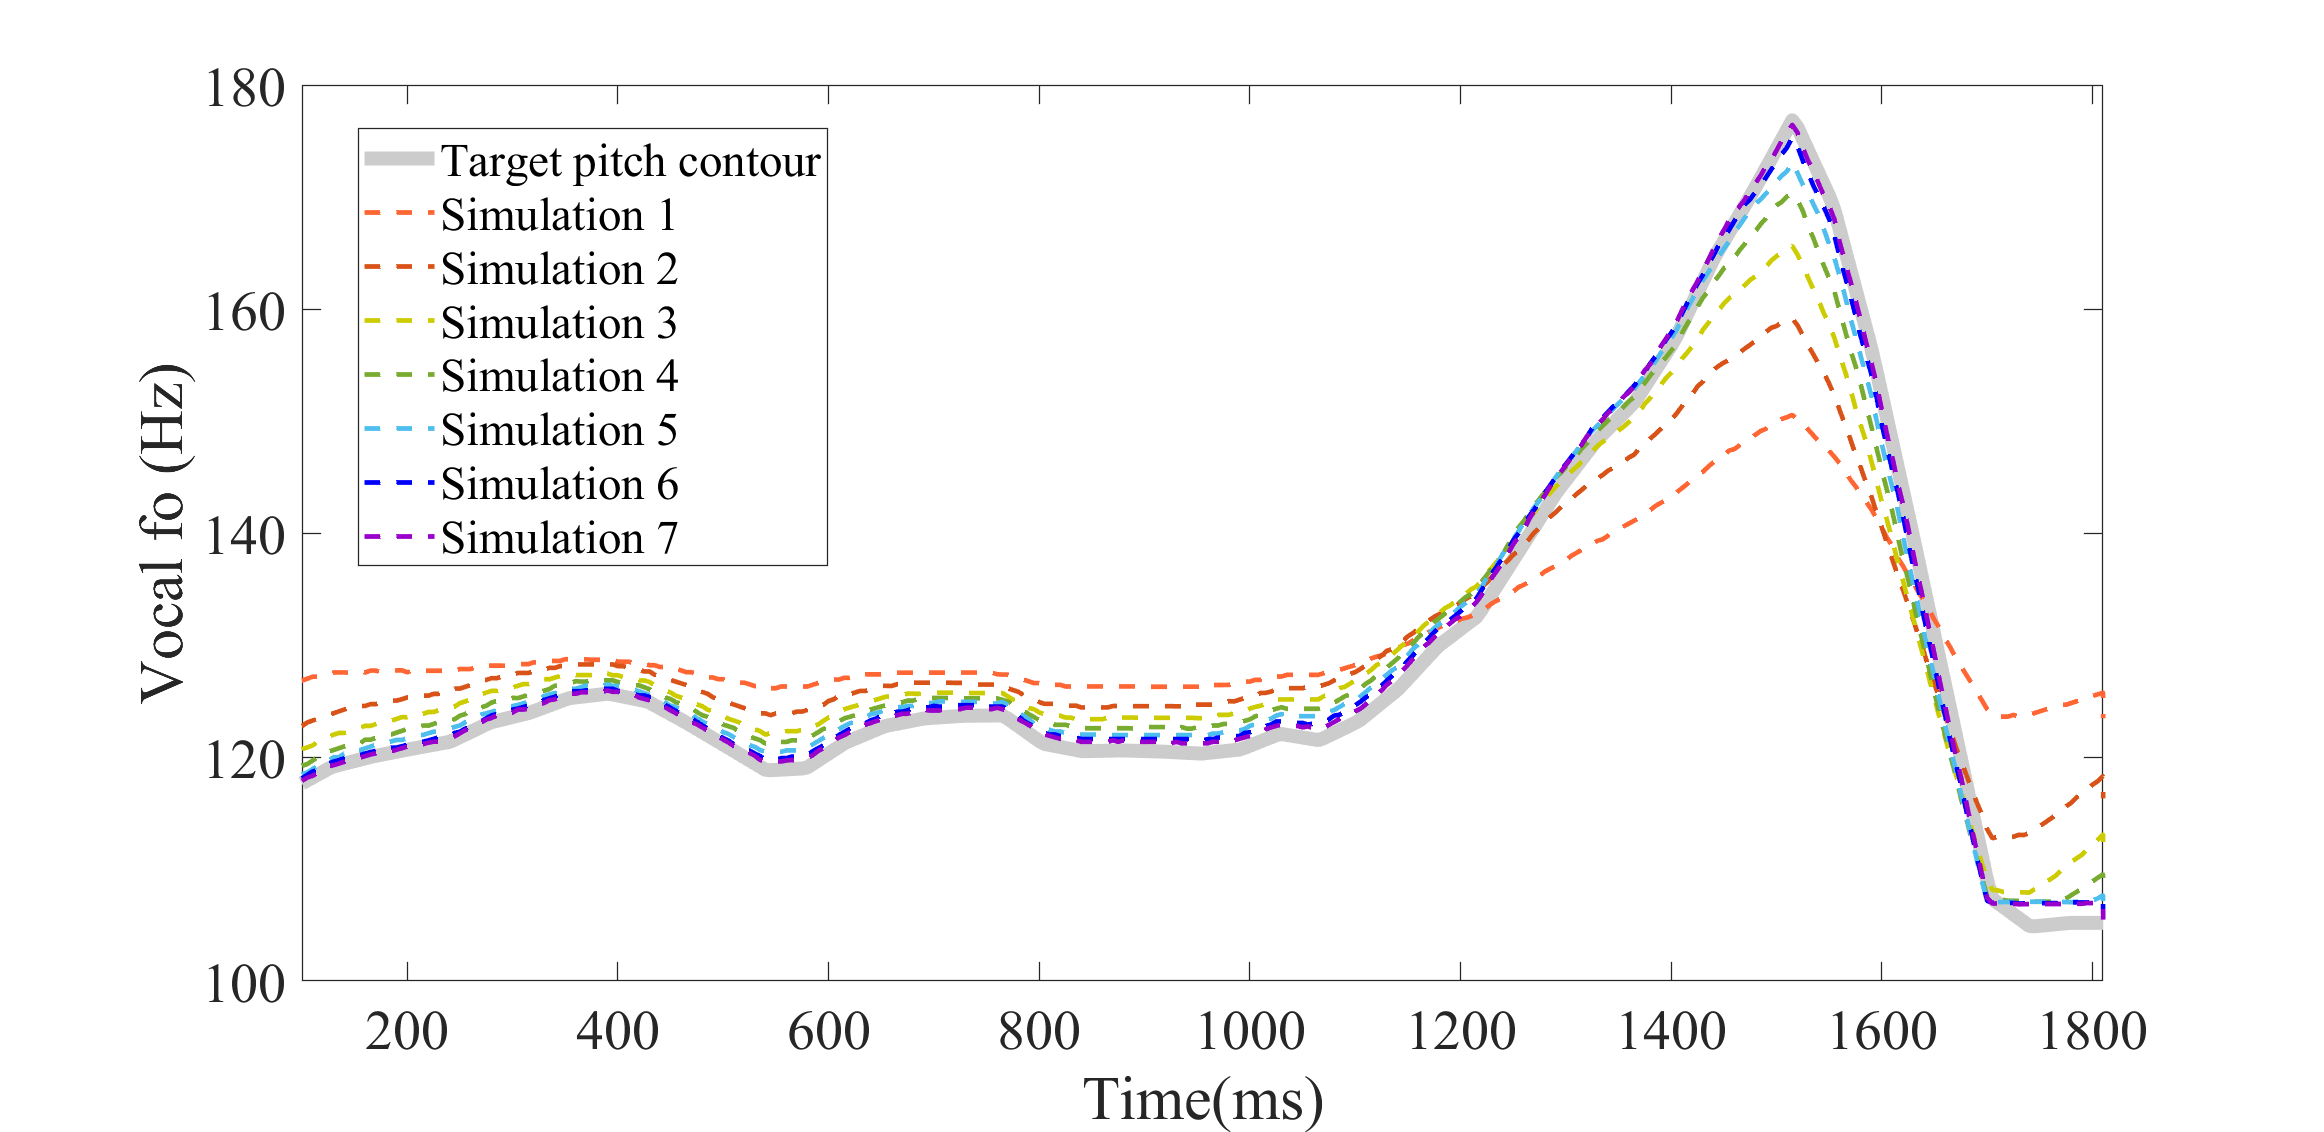 180
160
140
120
100
Vocal fo (Hz)
Target pitch contour
Simulation 1
Simulation 2
Simulation 3
Simulation 4
Simulation 5
Simulation 6
Simulation 7
200 400 600 800 1000 1200 1400 1600 1800
Time(ms)